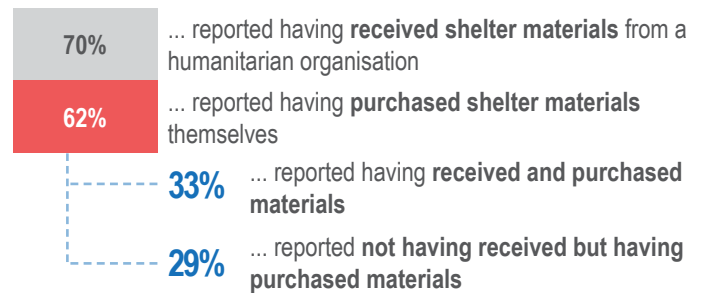 70%
... reported having received shelter materials from a
humanitarian organisation
62%
... reported having purchased shelter materials
themselves
33%
... reported having received and purchased
materials
29%
... reported not having received but having
purchased materials